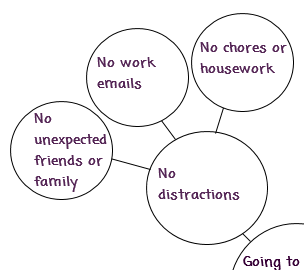 No chores or
housework
No work
emails
No
unexpected
friends or
family
No
distractions
Going to